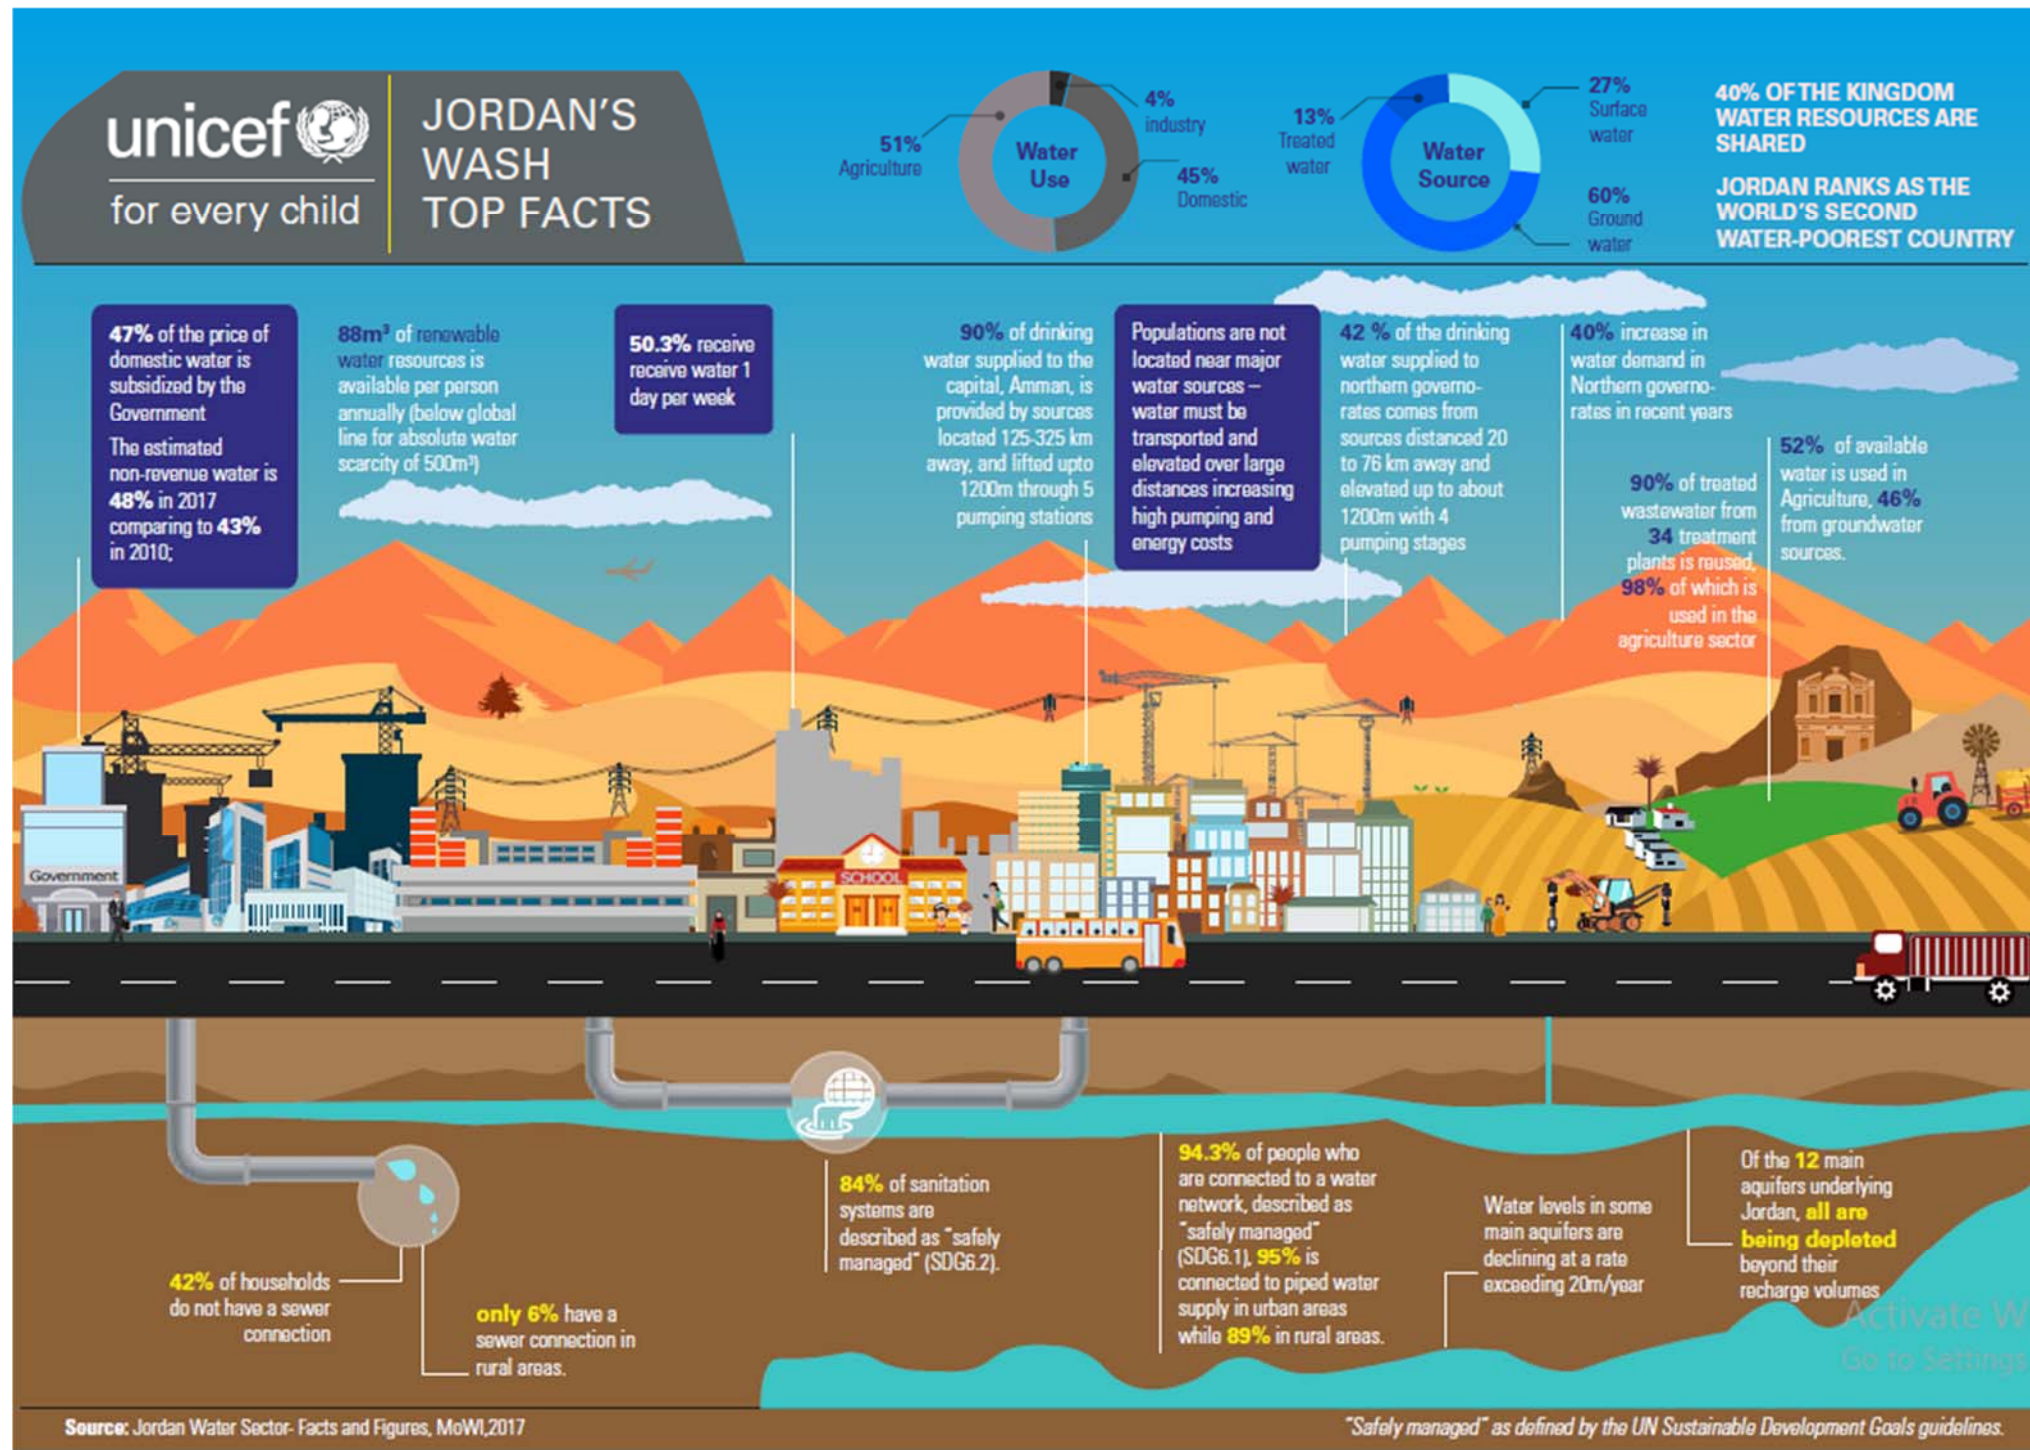 unicef
for every child
JORDAN'S
WASH
TOP FACTS
51%
Agriculture
Water
Use
4%
industry
45%
Domestic
13%
Treated
water
Water
Source
27%
Surface
water
60%
Ground
water
40% OF THE KINGDOM
WATER RESOURCES ARE
SHARED
JORDAN RANKS AS THE
WORLD'S SECOND
WATER-POOREST COUNTRY
47% of the price of
domestic water is
subsidized by the
Government
The estimated
non-revenue water is
48% in 2017
comparing to 43%
in 2010;
88m³ of renewable
water resources is
available per person
annually (below global
line for absolute water
scarcity of 500m³)
50.3% receive
receive water 1
day per week
90% of drinking
water supplied to the
capital, Amman, is
provided by sources
located 125-325 km
away, and lifted upto
1200m through 5
pumping stations
Populations are not
located near major
water sources –
water must be
transported and
elevated over large
distances increasing
high pumping and
energy costs
42 % of the drinking
water supplied to
northern governo-
rates comes from
sources distanced 20
to 76 km away and
elevated up to about
1200m with 4
pumping stages
40% increase in
water demand in
Northern governo-
rates in recent years
90% of treated
wastewater from
34 treatment
plants is reused,
98% of which is
used in the
agriculture sector
52% of available
water is used in
Agriculture, 46%
from groundwater
sources.
Government
SCHOOL
42% of households
do not have a sewer
connection
only 6% have a
sewer connection in
rural areas.
84% of sanitation
systems are
described as "safely
managed" (SDG6.2).
94.3% of people who
are connected to a water
network, described as
"safely managed"
(SDG6.1), 95% is
connected to piped water
supply in urban areas
while 89% in rural areas.
Water levels in some
main aquifers are
declining at a rate
exceeding 20m/year
Of the 12 main
aquifers underlying
Jordan, all are
being depleted
beyond their
recharge volumes
Activate W
Go to Settings
Source: Jordan Water Sector- Facts and Figures, MoWI,2017
"Safely managed" as defined by the UN Sustainable Development Goals guidelines.